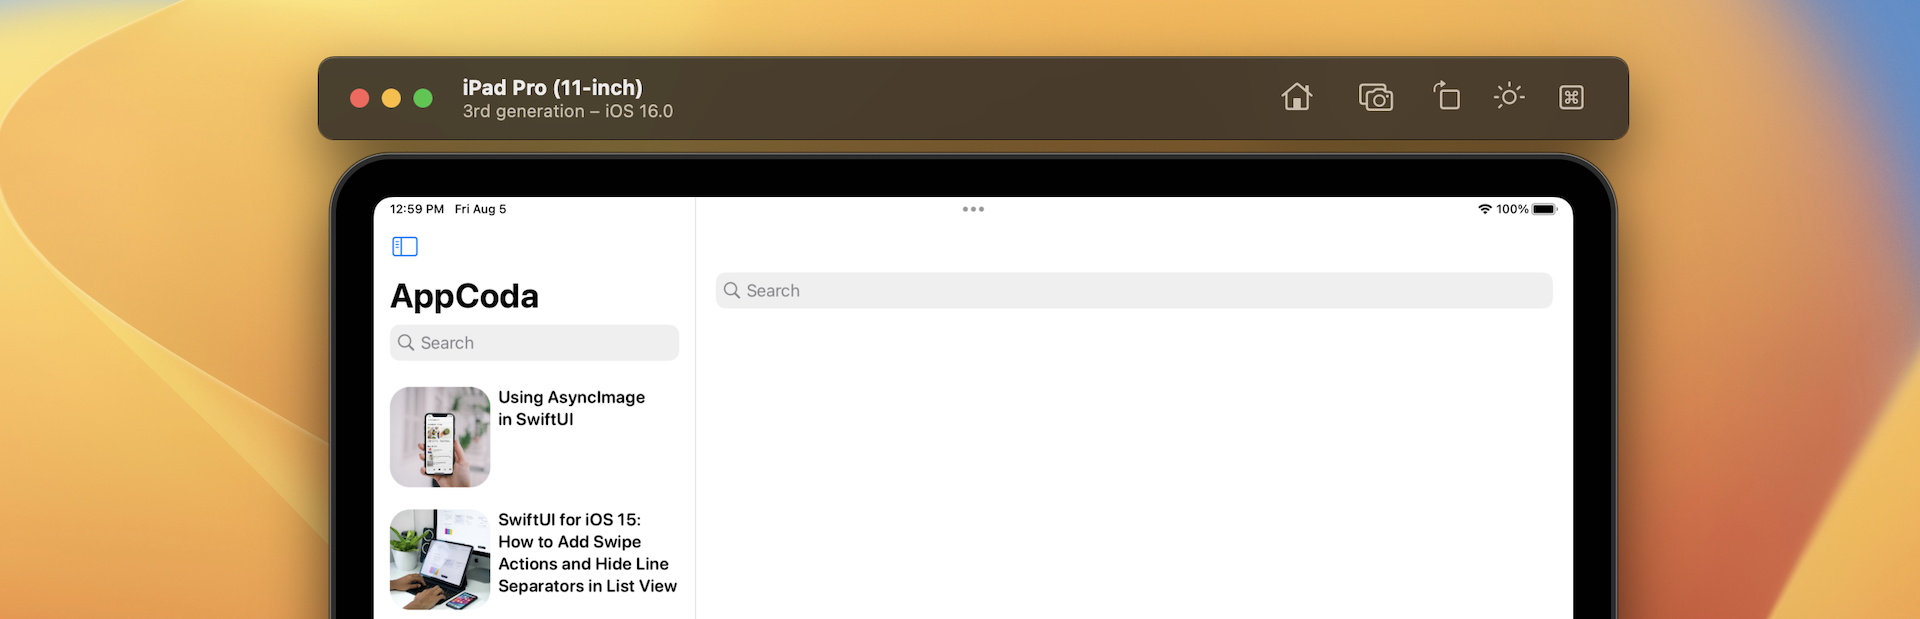 iPad Pro (11-inch)
3rd generation – iOS 16.0
12:59 PM Fri Aug 5
100%
AppCoda
Search
Search
Using AsyncImage
in SwiftUI
SwiftUI for iOS 15:
How to Add Swipe
Actions and Hide Line
Separators in List View